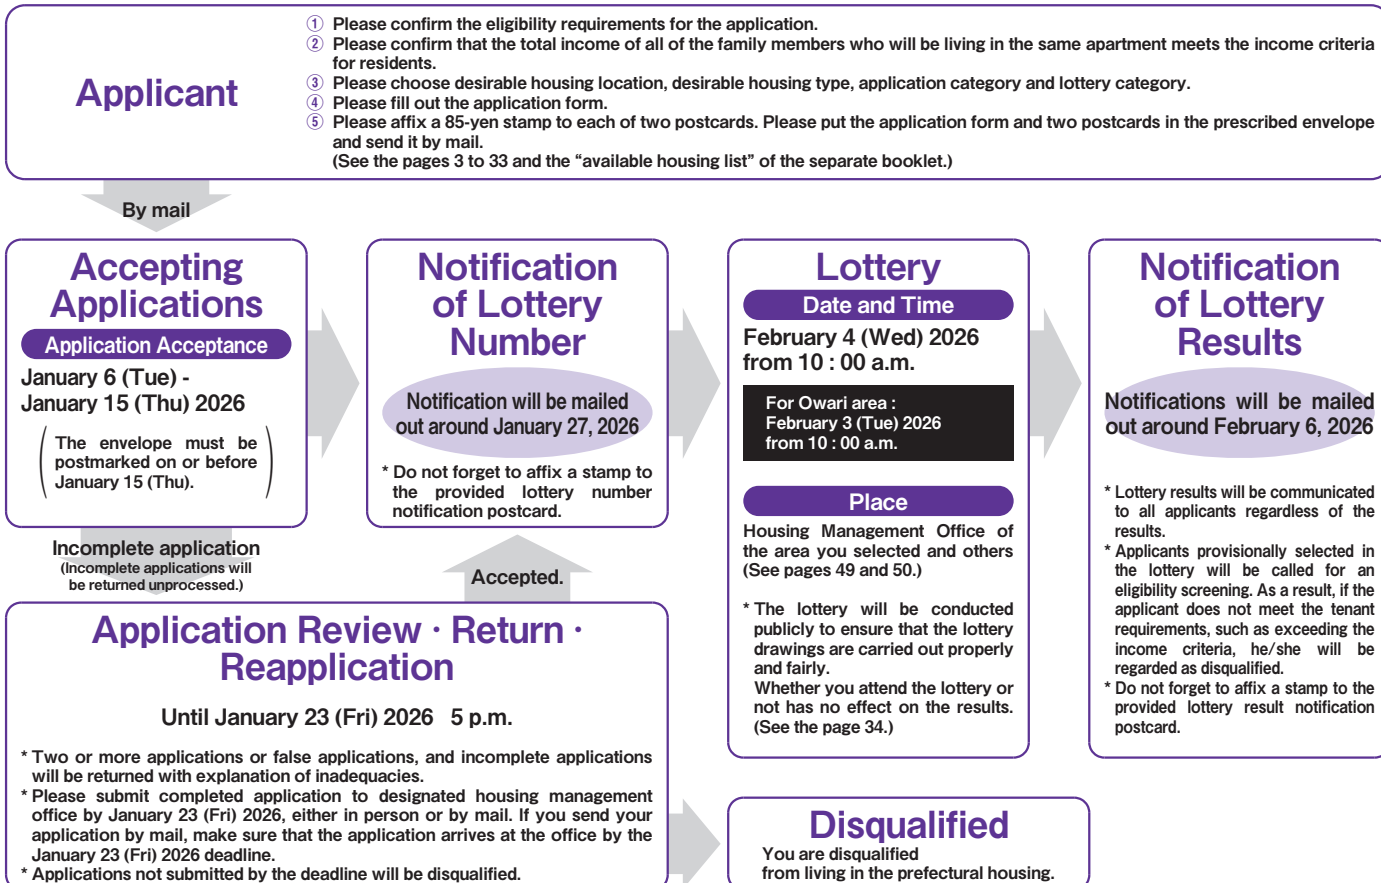 Applicant
① Please confirm the eligibility requirements for the application.
② Please confirm that the total income of all of the family members who will be living in the same apartment meets the income criteria
for residents.
③ Please choose desirable housing location, desirable housing type, application category and lottery category.
④ Please fill out the application form.
⑤ Please affix a 85-yen stamp to each of two postcards. Please put the application form and two postcards in the prescribed envelope
and send it by mail.
(See the pages 3 to 33 and the “available housing list” of the separate booklet.)
By mail
Accepting
Applications
Application Acceptance
January 6 (Tue) -
January 15 (Thu) 2026
The envelope must be
postmarked on or before
January 15 (Thu).
Notification
of Lottery
Number
Notification will be mailed
out around January 27, 2026
* Do not forget to affix a stamp to
the provided lottery number
notification postcard.
Lottery
Date and Time
February 4 (Wed) 2026
from 10 : 00 a.m.
For Owari area :
February 3 (Tue) 2026
from 10 : 00 a.m.
Place
Housing Management Office of
the area you selected and others
(See pages 49 and 50.)
* The lottery will be conducted
publicly to ensure that the lottery
drawings are carried out properly
and fairly.
Whether you attend the lottery or
not has no effect on the results.
(See the page 34.)
Notification
of Lottery
Results
Notifications will be mailed
out around February 6, 2026
* Lottery results will be communicated
to all applicants regardless of the
results.
* Applicants provisionally selected in
the lottery will be called for an
eligibility screening. As a result, if the
applicant does not meet the tenant
requirements, such as exceeding the
income criteria, he/she will be
regarded as disqualified.
* Do not forget to affix a stamp to the
provided lottery result notification
postcard.
Incomplete application
(Incomplete applications will
be returned unprocessed.)
Accepted.
Application Review · Return ·
Reapplication
Until January 23 (Fri) 2026 5 p.m.
* Two or more applications or false applications, and incomplete applications
will be returned with explanation of inadequacies.
* Please submit completed application to designated housing management
office by January 23 (Fri) 2026, either in person or by mail. If you send your
application by mail, make sure that the application arrives at the office by the
January 23 (Fri) 2026 deadline.
* Applications not submitted by the deadline will be disqualified.
Disqualified
You are disqualified
from living in the prefectural housing.